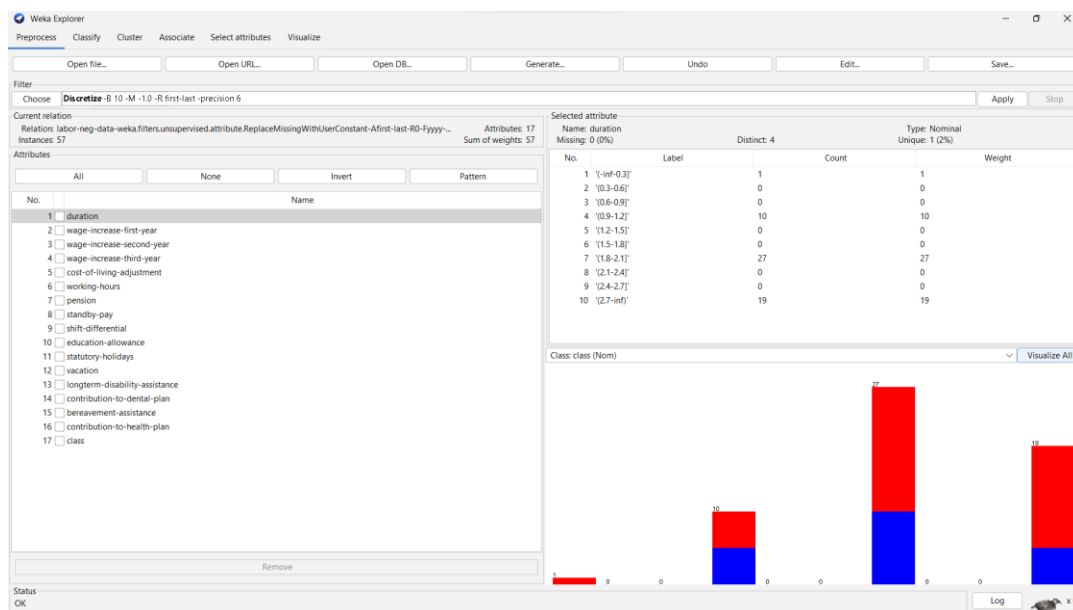 Weka Explorer
Preprocess Classify Cluster Associate Select attributes Visualize
Open file... Open URL... Open DB... Generate... Undo Edit... Save...
Filter
Choose Discretize -B 10 -M -1.0 -R first-last -precision 6 Apply Stop
Current relation
Relation: labor-neg-data-weka.filters.unsupervised.attribute.ReplaceMissingWithUserConstant-Afirst-last-R0-Fyyyy-... Attributes: 17
Instances: 57 Sum of weights: 57
Attributes
All None Invert Pattern
No. Name
1 duration
2 wage-increase-first-year
3 wage-increase-second-year
4 wage-increase-third-year
5 cost-of-living-adjustment
6 working-hours
7 pension
8 standby-pay
9 shift-differential
10 education-allowance
11 statutory-holidays
12 vacation
13 longterm-disability-assistance
14 contribution-to-dental-plan
15 bereavement-assistance
16 contribution-to-health-plan
17 class
Remove
Selected attribute
Name: duration Type: Nominal
Missing: 0 (0%) Distinct: 4 Unique: 1 (2%)
No. Label Count Weight
1 '(-inf-0.3]' 1 1
2 '(0.3-0.6]' 0 0
3 '(0.6-0.9]' 0 0
4 '(0.9-1.2]' 10 10
5 '(1.2-1.5]' 0 0
6 '(1.5-1.8]' 0 0
7 '(1.8-2.1]' 27 27
8 '(2.1-2.4]' 0 0
9 '(2.4-2.7]' 0 0
10 '(2.7-inf)' 19 19
Class: class (Nom) Visualize All
27
19
10
1 0 0 0 0 0 0
Status
OK
Log x